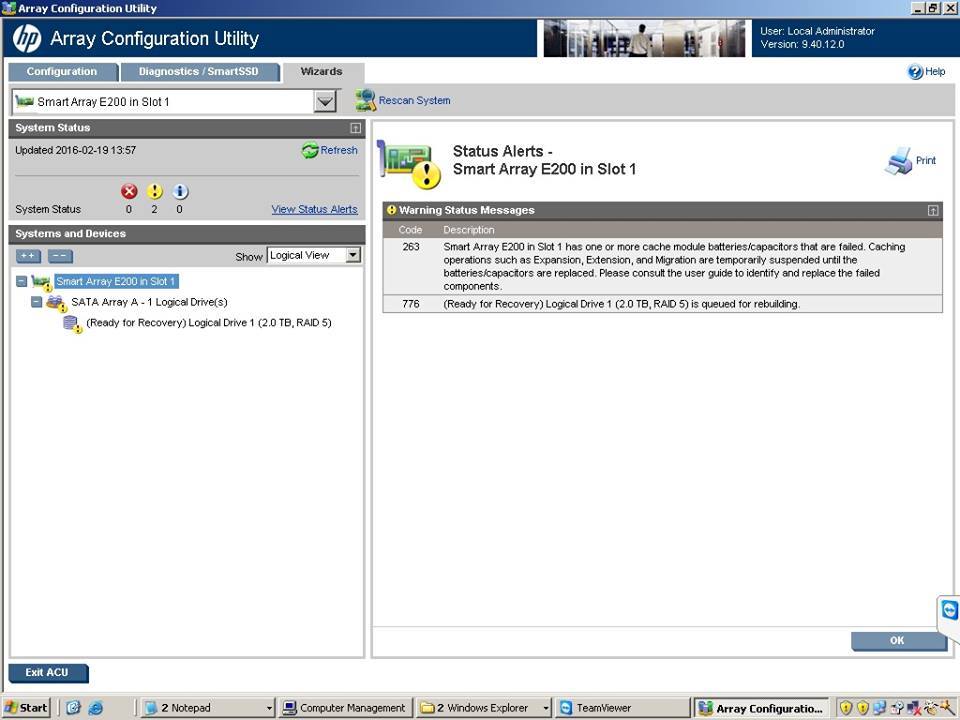 Array Configuration Utility
hp Array Configuration Utility
User: Local Administrator
Version: 9.40.12.0
Configuration Diagnostics / SmartSSD Wizards
Help
Smart Array E200 in Slot 1
Rescan System
System Status
Updated 2016-02-19 13:57
Refresh
System Status 0 2 0 View Status Alerts
Systems and Devices
++ -- Show Logical View
Smart Array E200 in Slot 1
SATA Array A - 1 Logical Drive(s)
(Ready for Recovery) Logical Drive 1 (2.0 TB, RAID 5)
Status Alerts -
Smart Array E200 in Slot 1
Print
Warning Status Messages
Code Description
263 Smart Array E200 in Slot 1 has one or more cache module batteries/capacitors that are failed. Caching
operations such as Expansion, Extension, and Migration are temporarily suspended until the
batteries/capacitors are replaced. Please consult the user guide to identify and replace the failed
components.
776 (Ready for Recovery) Logical Drive 1 (2.0 TB, RAID 5) is queued for rebuilding.
OK
Exit ACU
Start 2 Notepad Computer Management 2 Windows Explorer TeamViewer Array Configuratio...